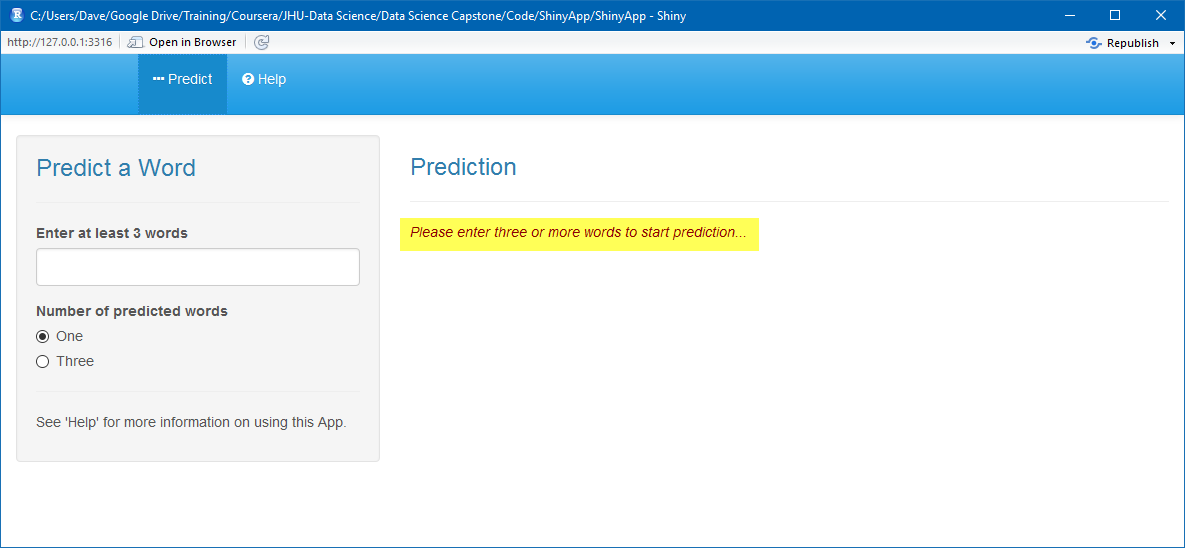 C:/Users/Dave/Google Drive/Training/Coursera/JHU-Data Science/Data Science Capstone/Code/ShinyApp/ShinyApp - Shiny
http://127.0.0.1:3316 Open in Browser Republish
Predict Help
Predict a Word
Enter at least 3 words
Number of predicted words
One
Three
See 'Help' for more information on using this App.
Prediction
Please enter three or more words to start prediction...